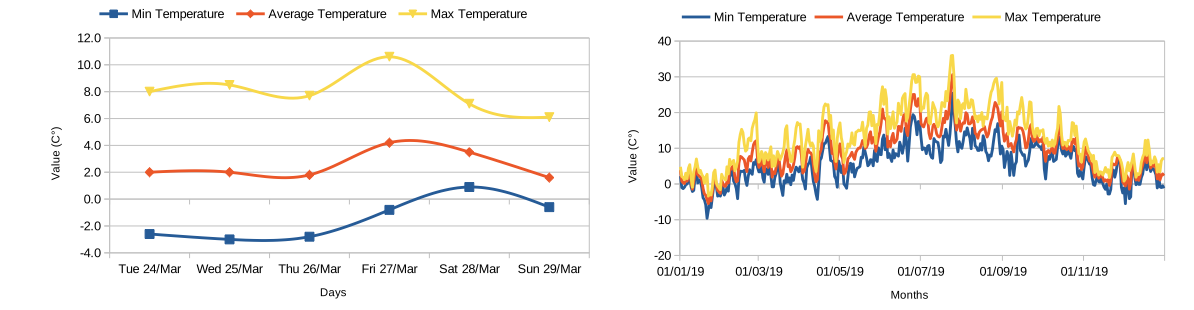 Min Temperature Average Temperature Max Temperature
12.0
10.0
8.0
6.0
4.0
2.0
0.0
-2.0
-4.0
Value (C°)
Tue 24/Mar Wed 25/Mar Thu 26/Mar Fri 27/Mar Sat 28/Mar Sun 29/Mar
Days
Min Temperature Average Temperature Max Temperature
40
30
20
10
0
-10
-20
Value (C°)
01/01/19 01/03/19 01/05/19 01/07/19 01/09/19 01/11/19
Months